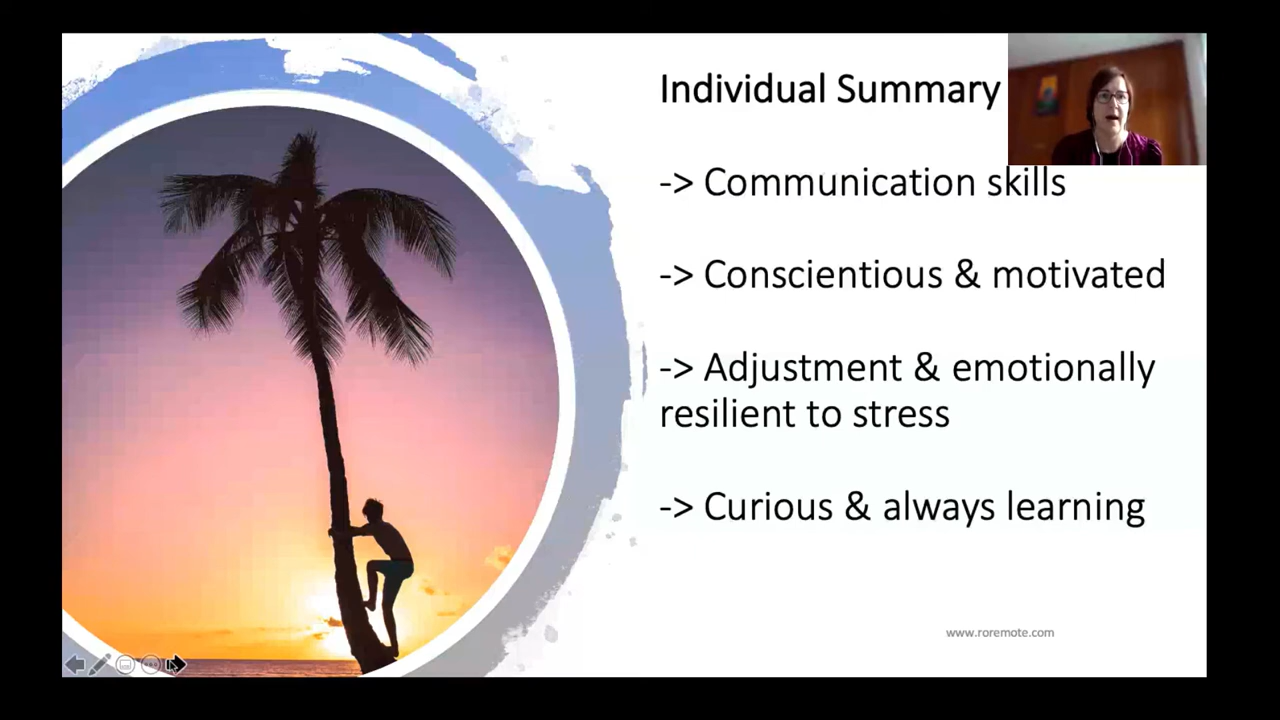 Individual Summary
-> Communication skills
-> Conscientious & motivated
-> Adjustment & emotionally
resilient to stress
-> Curious & always learning
www.roremote.com